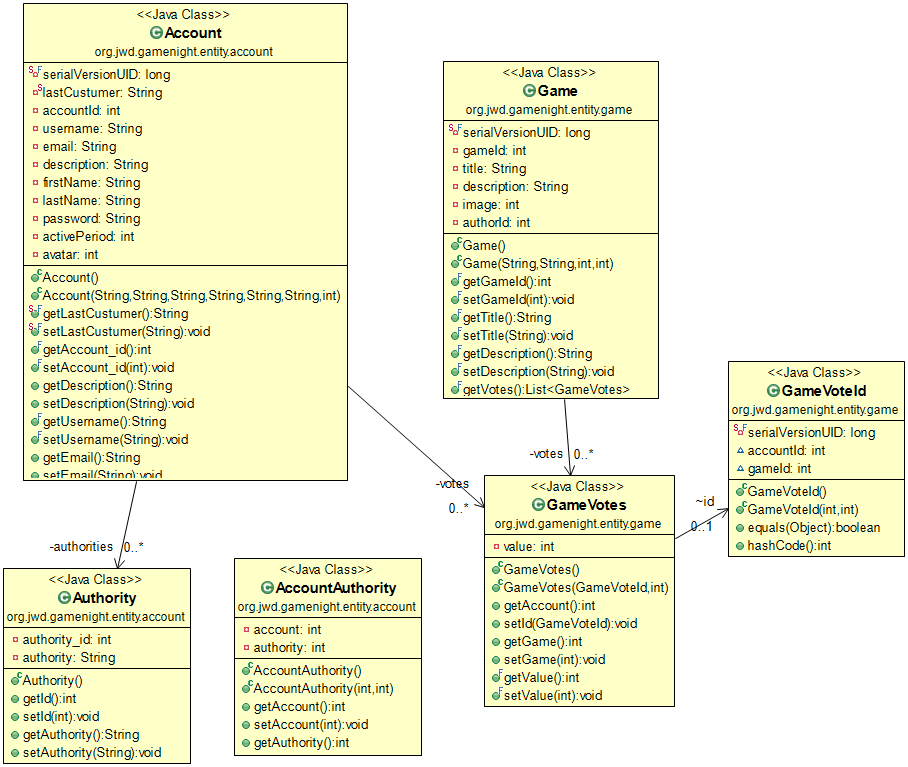 <<Java Class>>
Account
org.jwd.gamenight.entity.account
serialVersionUID: long
lastCustumer: String
accountId: int
username: String
email: String
description: String
firstName: String
lastName: String
password: String
activePeriod: int
avatar: int
Account()
Account(String,String,String,String,String,String,int)
getLastCustumer():String
setLastCustumer(String):void
getAccount_id():int
setAccount_id(int):void
getDescription():String
setDescription(String):void
getUsername():String
setUsername(String):void
getEmail():String
setEmail(String):void
<<Java Class>>
Game
org.jwd.gamenight.entity.game
serialVersionUID: long
gameId: int
title: String
description: String
image: int
authorId: int
Game()
Game(String,String,int,int)
getGameId():int
setGameId(int):void
getTitle():String
setTitle(String):void
getDescription():String
setDescription(String):void
getVotes():List<GameVotes>
<<Java Class>>
GameVoteId
org.jwd.gamenight.entity.game
serialVersionUID: long
accountId: int
gameId: int
GameVoteId()
GameVoteId(int,int)
equals(Object):boolean
hashCode():int
-votes 0..*
-votes
0..*
~id
0..1
<<Java Class>>
GameVotes
org.jwd.gamenight.entity.game
value: int
GameVotes()
GameVotes(GameVoteId,int)
getAccount():int
setId(GameVoteId):void
getGame():int
setGame(int):void
getValue():int
setValue(int):void
-authorities 0..*
<<Java Class>>
Authority
org.jwd.gamenight.entity.account
authority_id: int
authority: String
Authority()
getId():int
setId(int):void
getAuthority():String
setAuthority(String):void
<<Java Class>>
AccountAuthority
org.jwd.gamenight.entity.account
account: int
authority: int
AccountAuthority()
AccountAuthority(int,int)
getAccount():int
setAccount(int):void
getAuthority():int